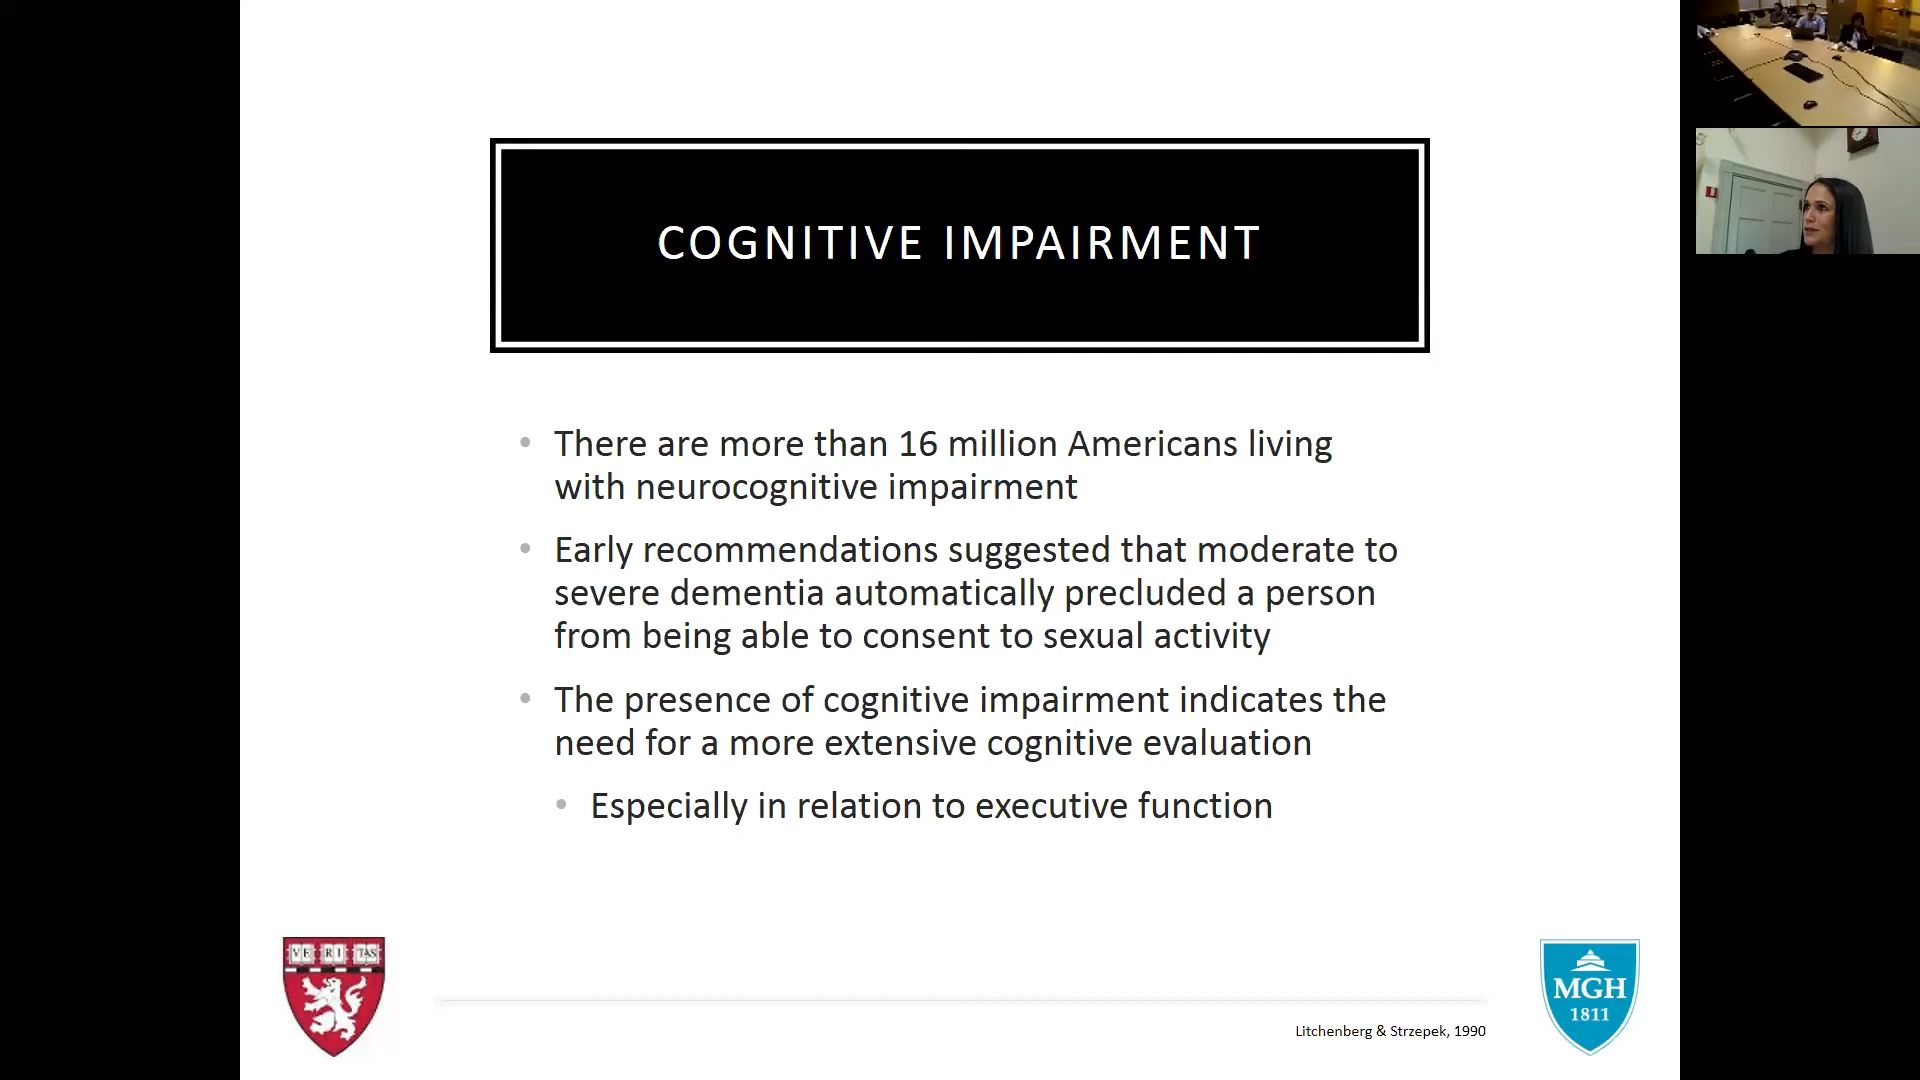 COGNITIVE IMPAIRMENT
• There are more than 16 million Americans living
with neurocognitive impairment
• Early recommendations suggested that moderate to
severe dementia automatically precluded a person
from being able to consent to sexual activity
• The presence of cognitive impairment indicates the
need for a more extensive cognitive evaluation
• Especially in relation to executive function
VE RI TAS
Litchenberg & Strzepek, 1990
MGH
1811